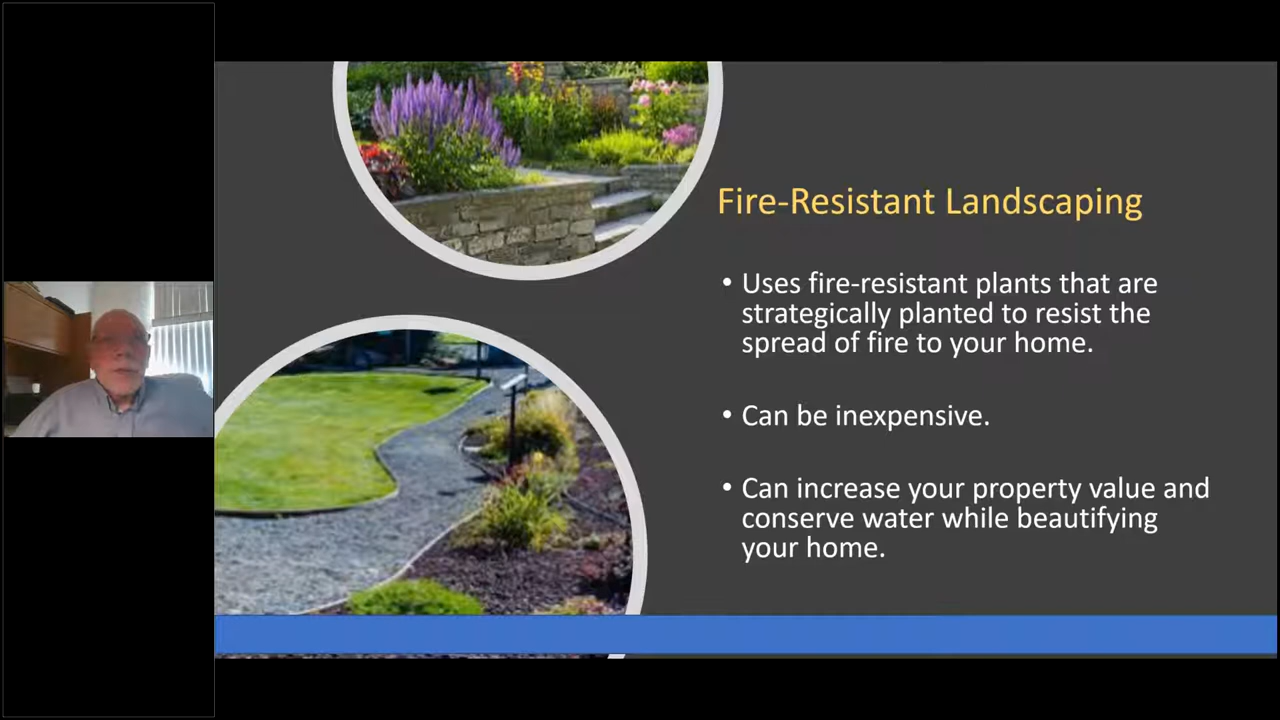 Fire-Resistant Landscaping
• Uses fire-resistant plants that are
strategically planted to resist the
spread of fire to your home.
• Can be inexpensive.
• Can increase your property value and
conserve water while beautifying
your home.